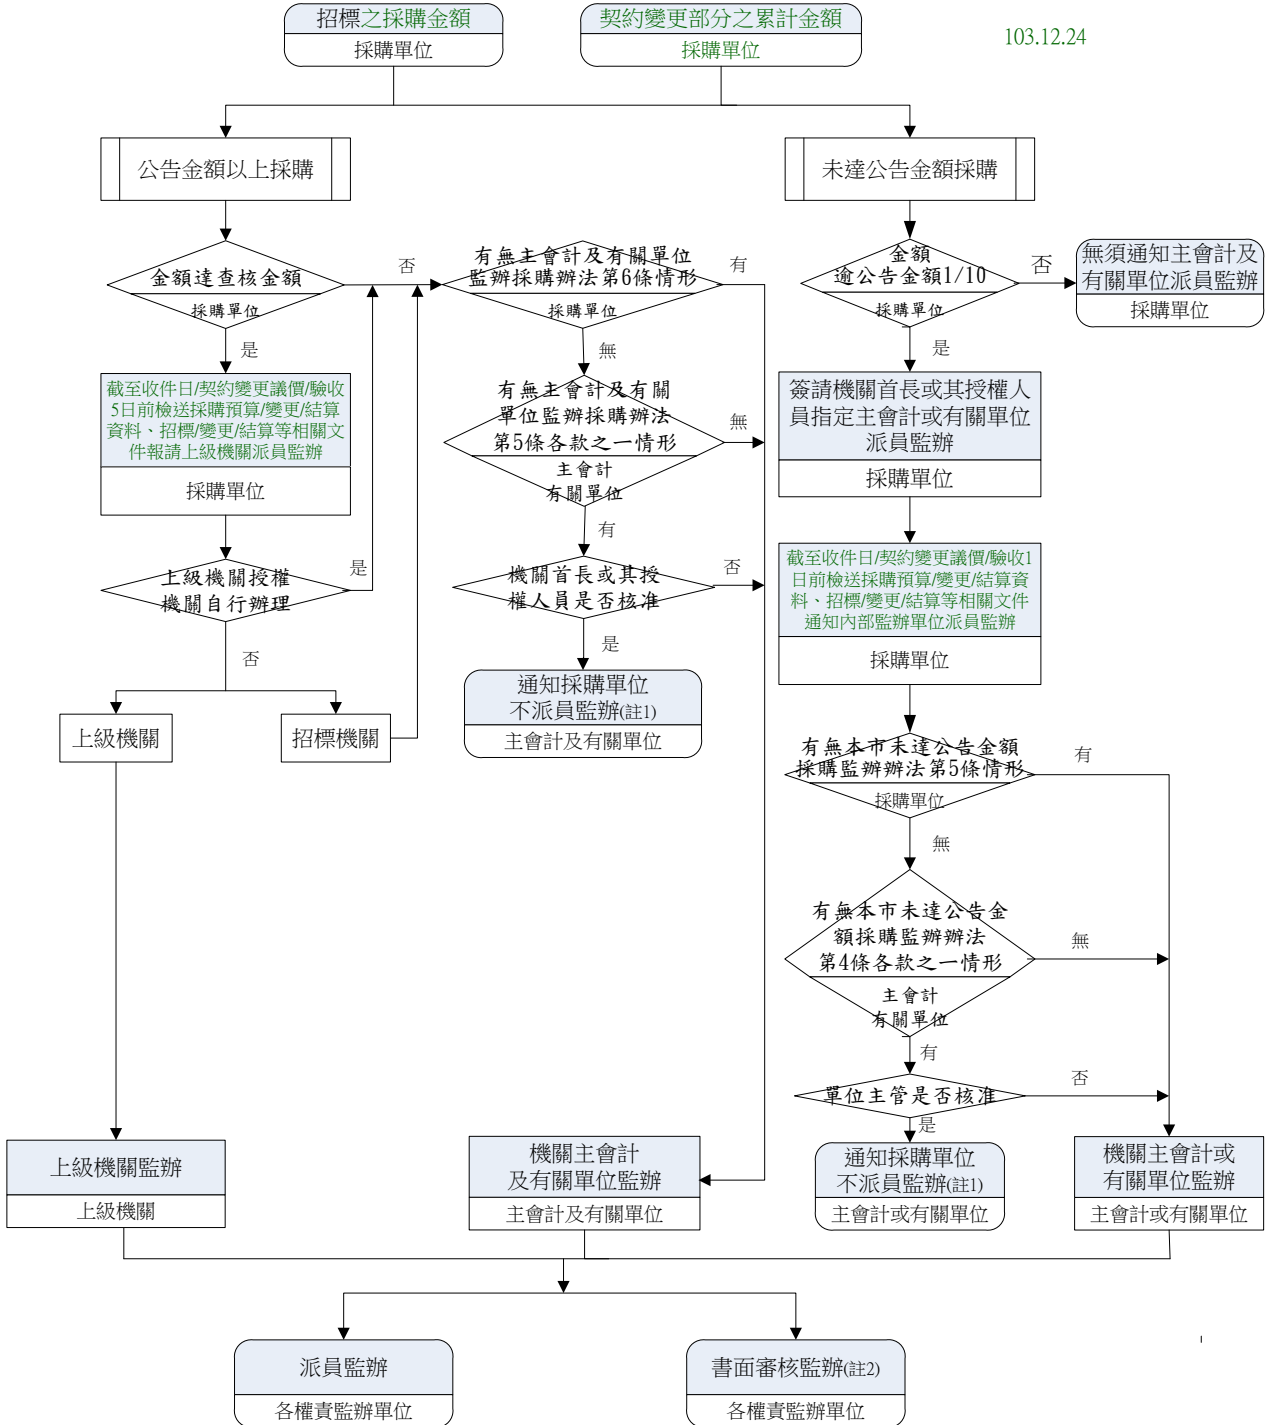 招標之採購金額
採購單位
契約變更部分之累計金額
採購單位
103.12.24
公告金額以上採購
未達公告金額採購
金額達查核金額
採購單位
否
是
有無主會計及有關單位
監辦採購辦法第6條情形
採購單位
有
無
金額
逾公告金額1/10
採購單位
否
是
無須通知主會計及
有關單位派員監辦
採購單位
截至收件日/契約變更議價/驗收
5日前檢送採購預算/變更/結算
資料、招標/變更/結算等相關文
件報請上級機關派員監辦
採購單位
有無主會計及有關
單位監辦採購辦法
第5條各款之一情形
主會計
有關單位
無
有
簽請機關首長或其授權人
員指定主會計或有關單位
派員監辦
採購單位
上級機關授權
機關自行辦理
是
否
機關首長或其授
權人員是否核准
否
是
截至收件日/契約變更議價/驗收1
日前檢送採購預算/變更/結算資
料、招標/變更/結算等相關文件
通知內部監辦單位派員監辦
採購單位
上級機關
招標機關
通知採購單位
不派員監辦(註1)
主會計及有關單位
有無本市未達公告金額
採購監辦辦法第5條情形
採購單位
有
無
有無本市未達公告金
額採購監辦辦法
第4條各款之一情形
主會計
有關單位
無
有
單位主管是否核准
否
是
上級機關監辦
上級機關
機關主會計
及有關單位監辦
主會計及有關單位
通知採購單位
不派員監辦(註1)
主會計或有關單位
機關主會計或
有關單位監辦
主會計或有關單位
派員監辦
各權責監辦單位
書面審核監辦(註2)
各權責監辦單位